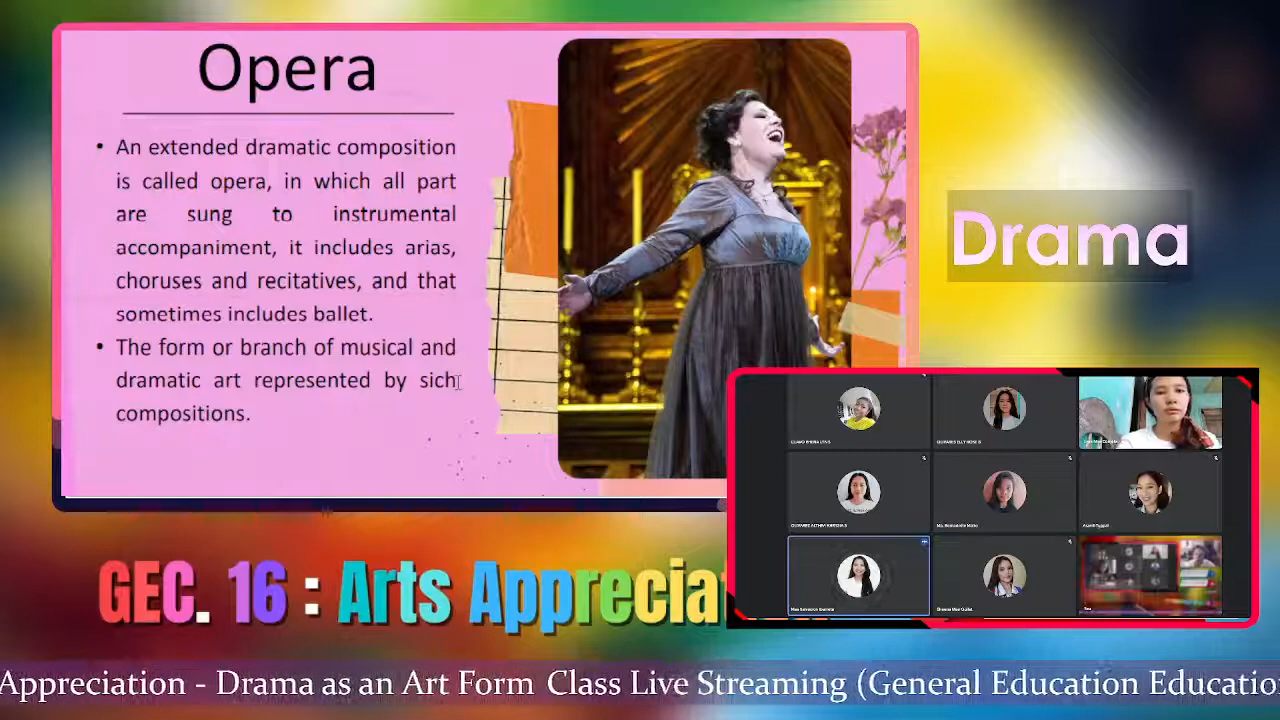 Opera
• An extended dramatic composition
is called opera, in which all part
are sung to instrumental
accompaniment, it includes arias,
choruses and recitatives, and that
sometimes includes ballet.
• The form or branch of musical and
dramatic art represented by sich
compositions.
Drama
GEC. 16 : Arts Apprecia
Appreciation - Drama as an Art Form Class Live Streaming (General Education Educatio